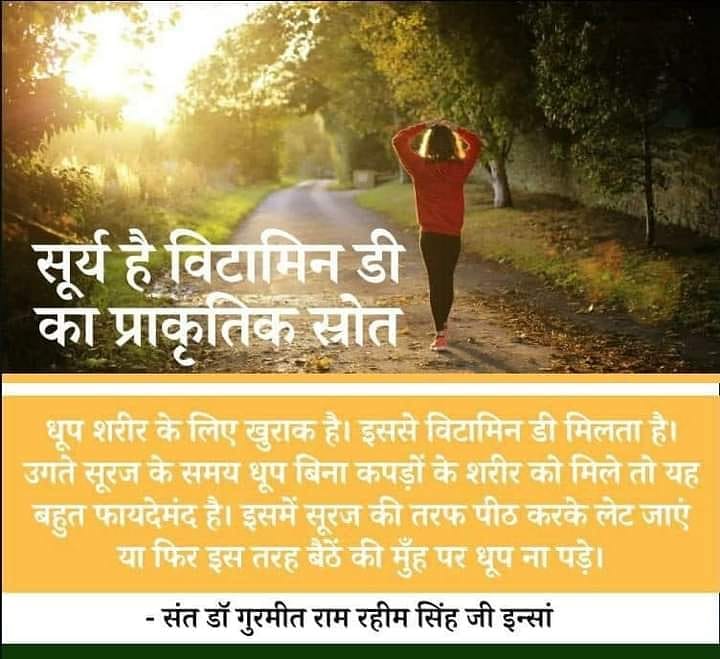 सूर्य है विटामिन डी
का प्राकृतिक स्रोत
धूप शरीर के लिए खुराक है। इससे विटामिन डी मिलता है।
उगते सूरज के समय धूप बिना कपड़ों के शरीर को मिले तो यह
बहुत फायदेमंद है। इसमें सूरज की तरफ पीठ करके लेट जाएं
या फिर इस तरह बैठें की मुँह पर धूप ना पड़े।
- संत डॉ गुरमीत राम रहीम सिंह जी इन्सां